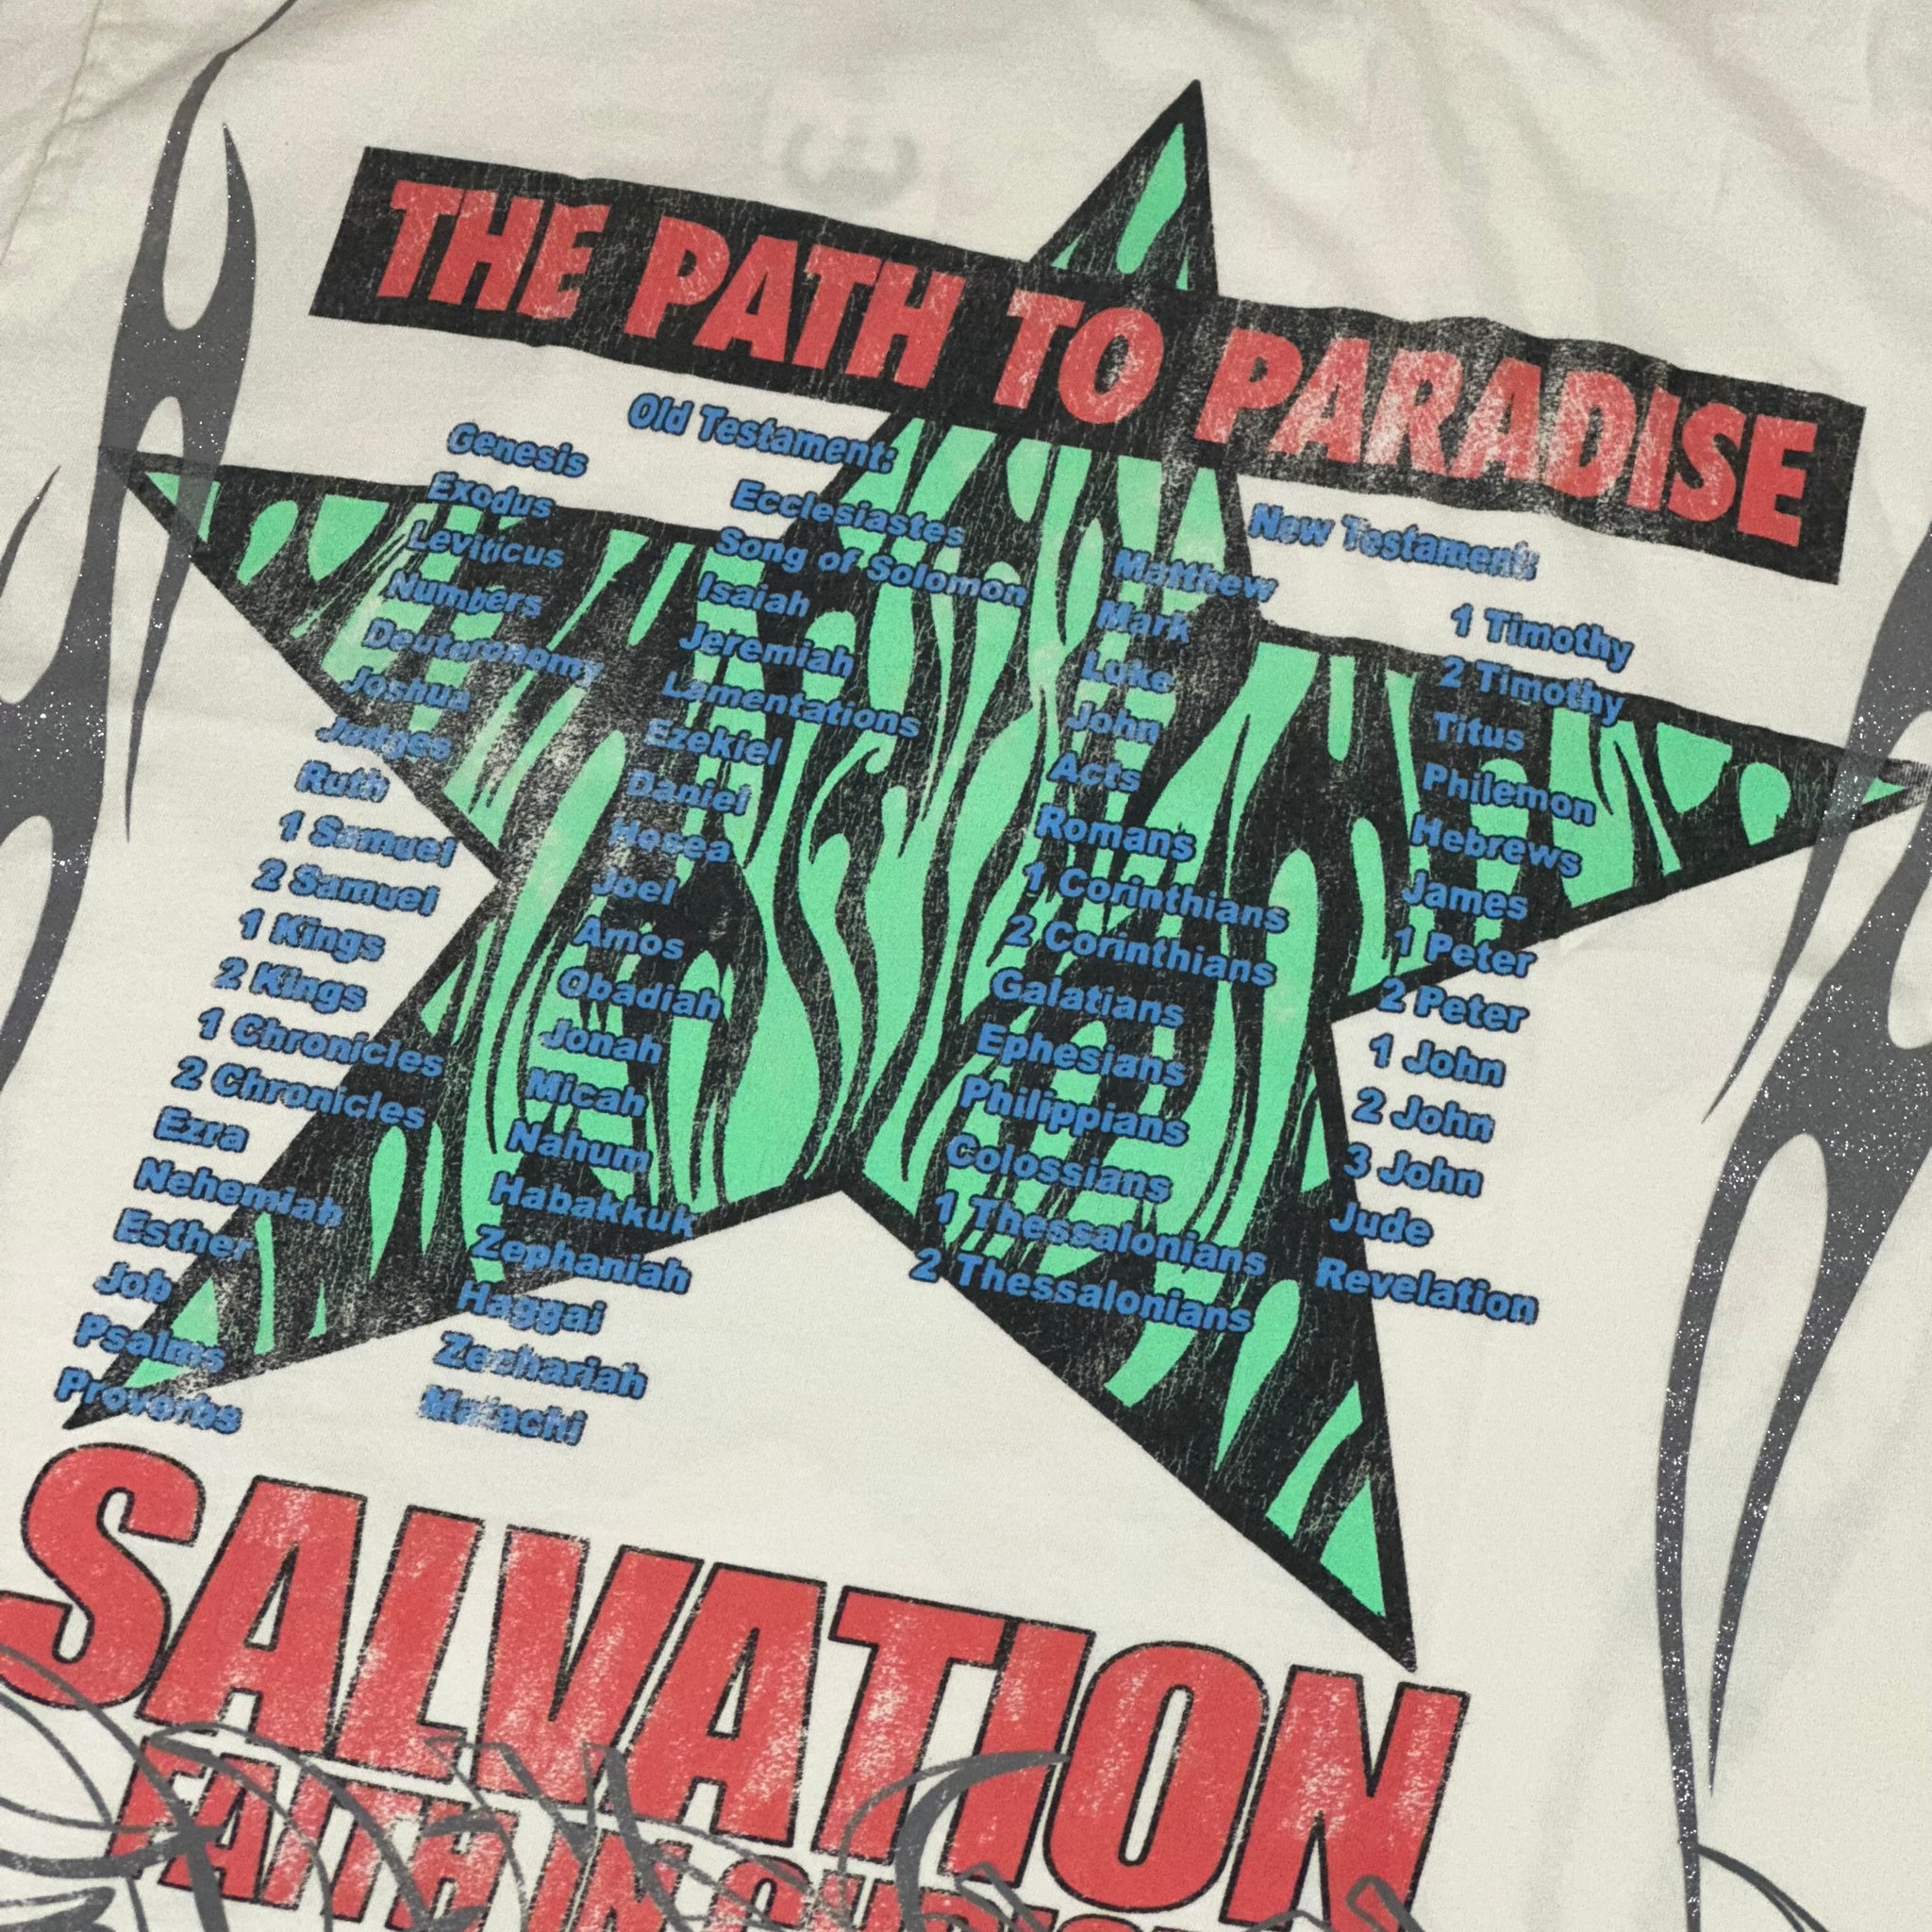 THE PATH TO PARADISE
Old Testament:
Genesis
Exodus
Leviticus
Numbers
Deuteronomy
Joshua
Judges
Ruth
1 Samuel
2 Samuel
1 Kings
2 Kings
1 Chronicles
2 Chronicles
Ezra
Nehemiah
Esther
Job
Psalms
Proverbs
Ecclesiastes
Song of Solomon
Isaiah
Jeremiah
Lamentations
Ezekiel
Daniel
Hosea
Joel
Amos
Obadiah
Jonah
Micah
Nahum
Habakkuk
Zephaniah
Haggai
Zechariah
Malachi
New Testament:
Matthew
Mark
Luke
John
Acts
Romans
1 Corinthians
2 Corinthians
Galatians
Ephesians
Philippians
Colossians
1 Thessalonians
2 Thessalonians
1 Timothy
2 Timothy
Titus
Philemon
Hebrews
James
1 Peter
2 Peter
1 John
2 John
3 John
Jude
Revelation
SALVATION
FAITH IN CHRIST